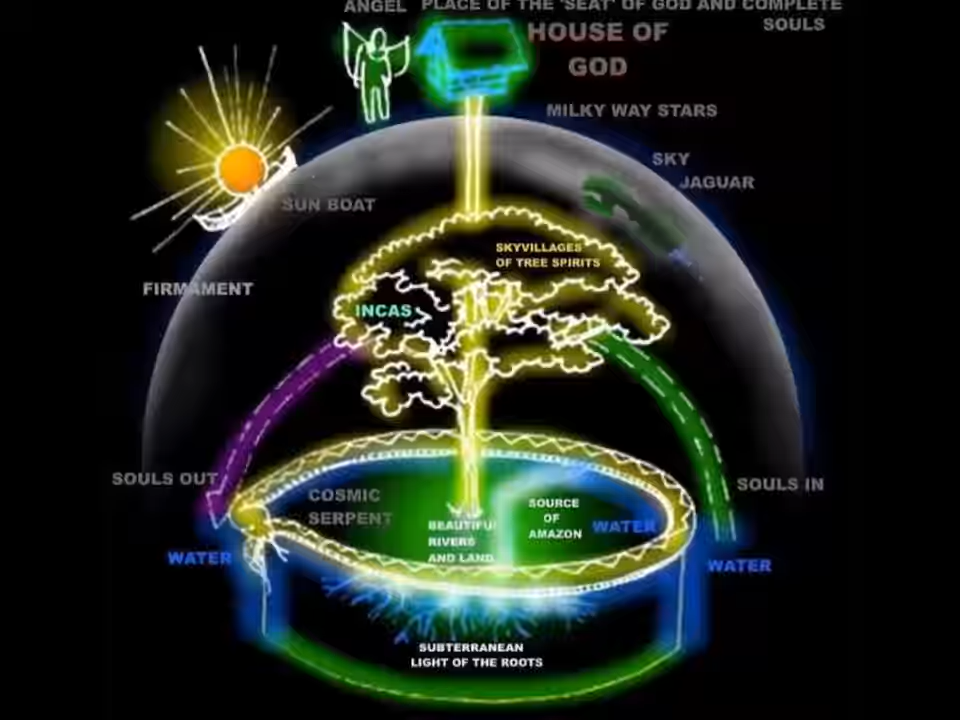 ANGEL PLACE OF THE 'SEAT' OF GOD AND COMPLETE
SOULS
HOUSE OF
GOD
MILKY WAY STARS
SKY
JAGUAR
SUN BOAT
SKYVILLAGES
OF TREE SPIRITS
FIRMAMENT
INCAS
SOULS OUT
SOULS IN
COSMIC
SERPENT
SOURCE
OF
AMAZON
WATER
BEAUTIFUL
RIVERS
AND LAND
WATER
WATER
SUBTERRANEAN
LIGHT OF THE ROOTS